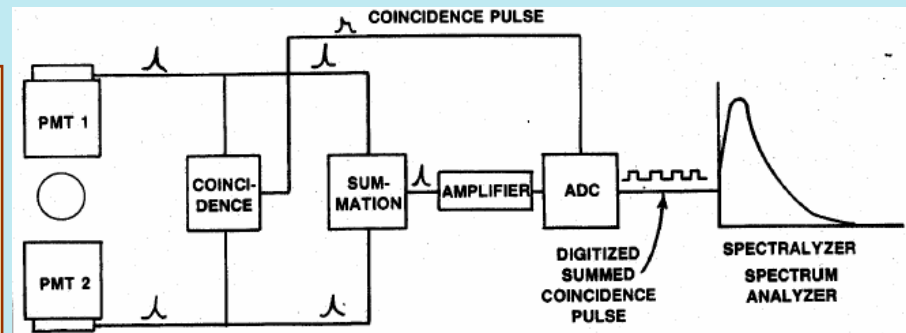 COINCIDENCE PULSE
PMT 1
COINCI-
DENCE
SUM-
MATION
AMPLIFIER
ADC
PMT 2
DIGITIZED
SUMMED
COINCIDENCE
PULSE
SPECTRALYZER
SPECTRUM
ANALYZER